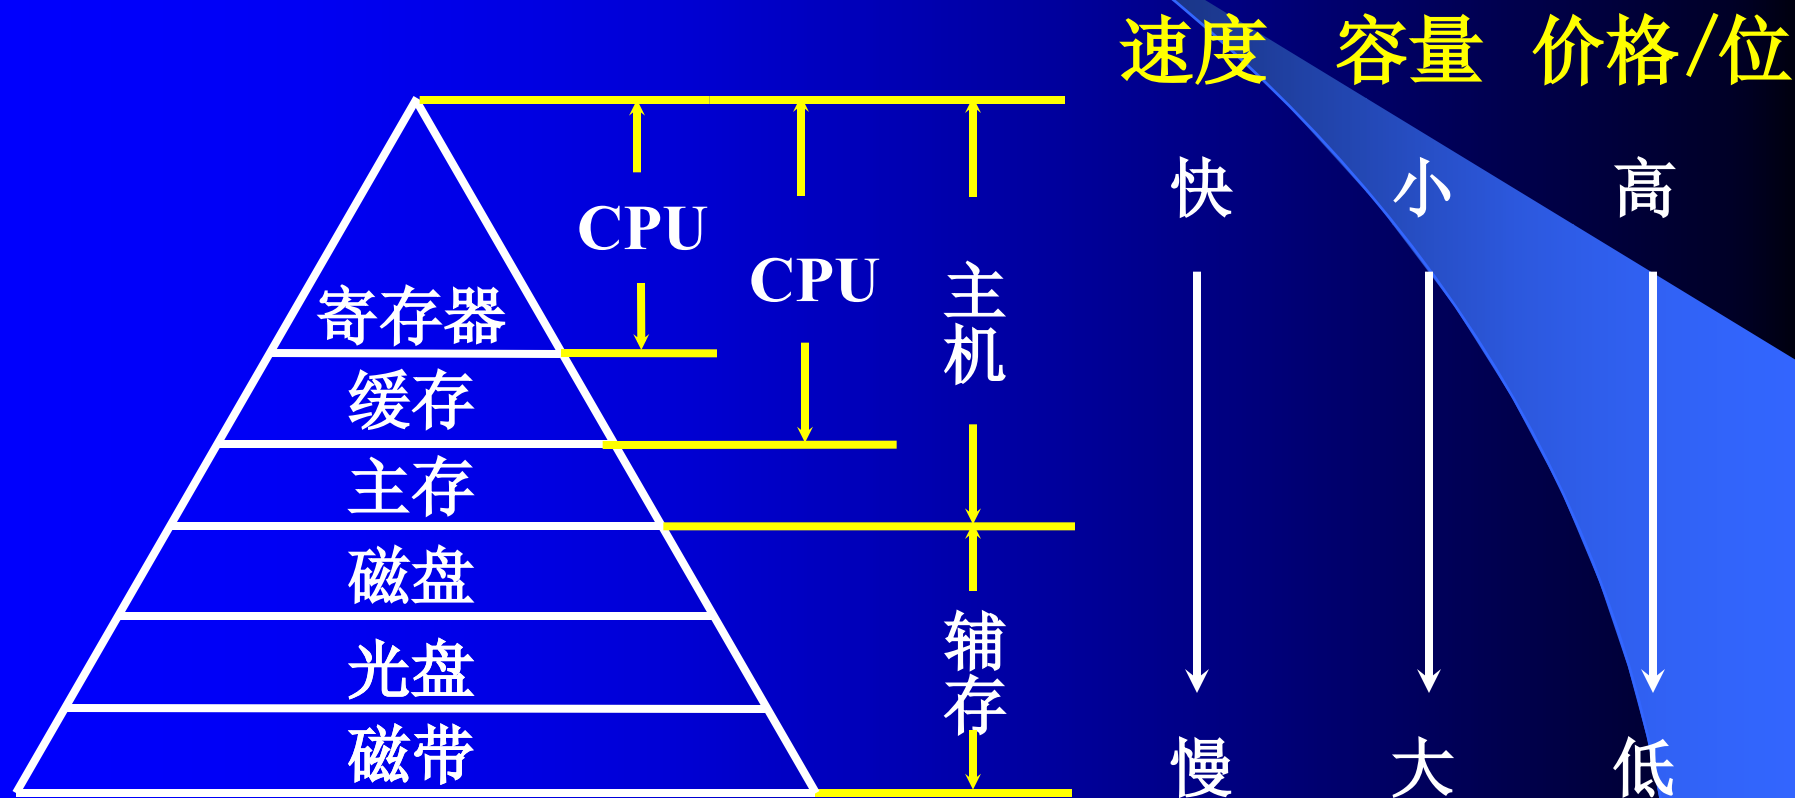 速度 容量 价格/位
快 小 高
CPU
CPU
主机
寄存器
缓存
主存
磁盘
辅存
光盘
磁带
慢 大 低